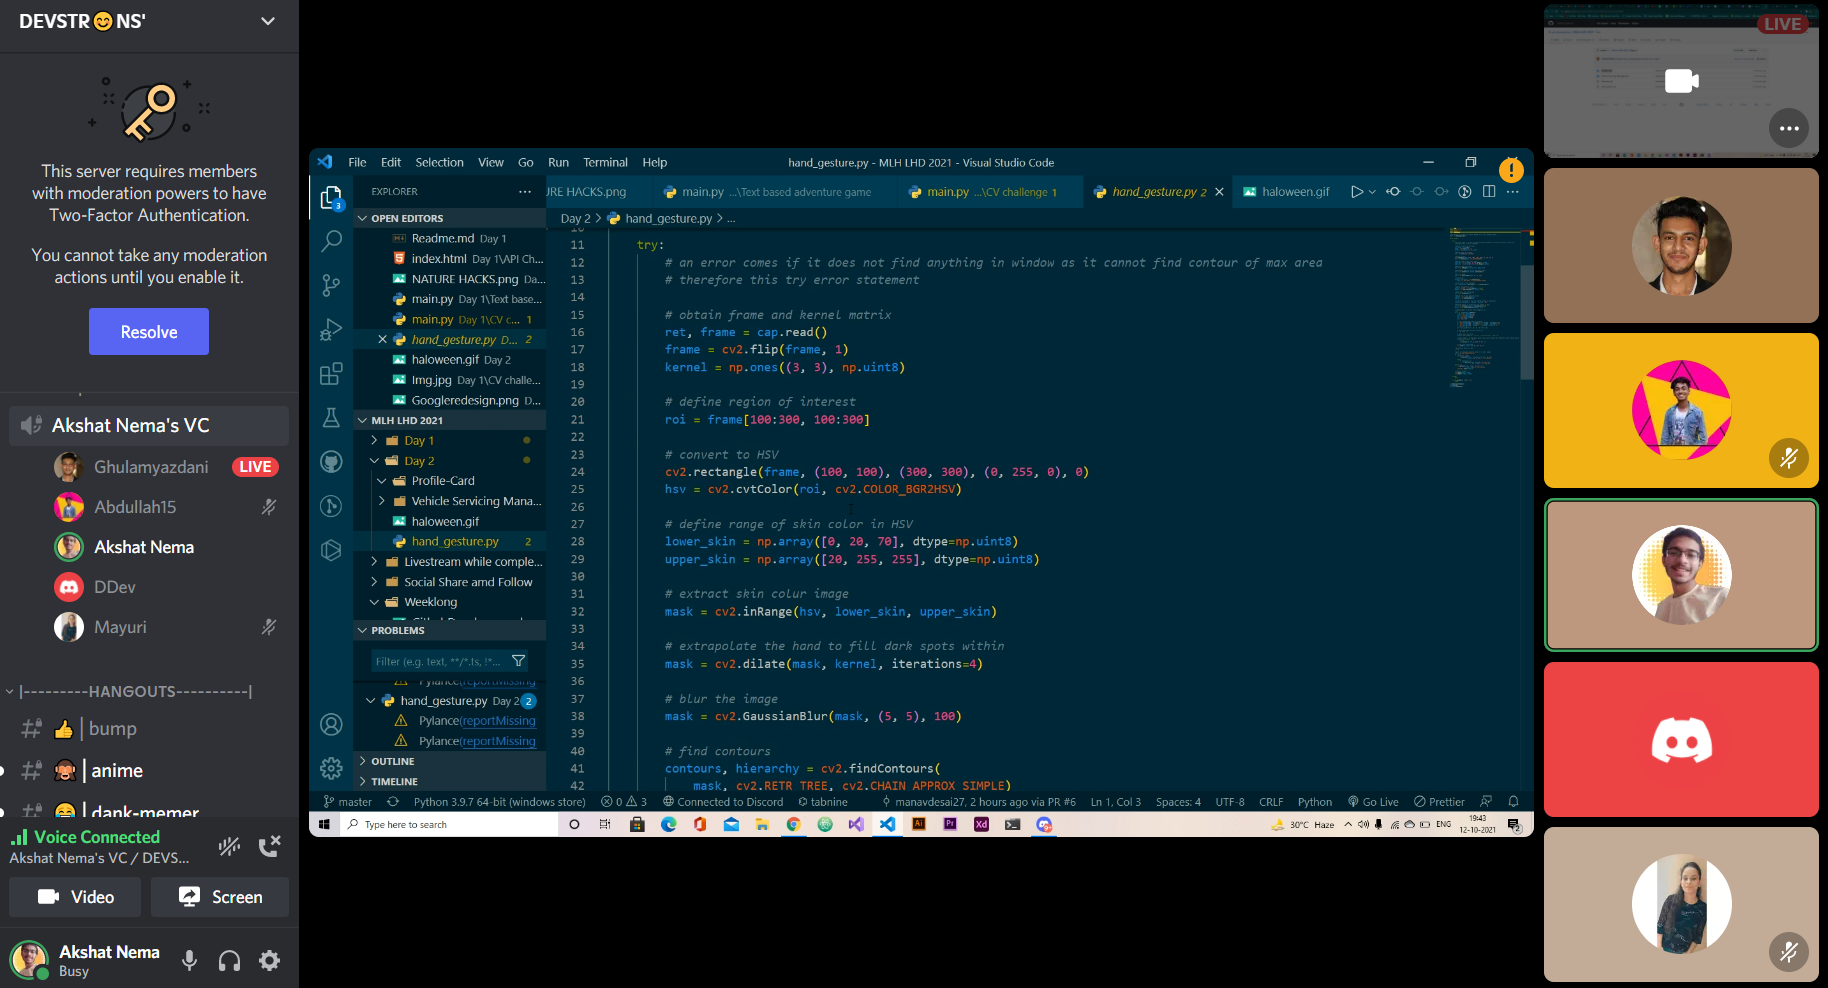 DEVSTR😊NS'
This server requires members
with moderation powers to have
Two-Factor Authentication.
You cannot take any moderation
actions until you enable it.
Resolve
Akshat Nema's VC
Ghulamyazdani LIVE
Abdullah15
Akshat Nema
DDev
Mayuri
|---------HANGOUTS----------|
👍 | bump
🙈 | anime
😂 | dank-memer
Voice Connected
Akshat Nema's VC / DEVS...
Video
Screen
Akshat Nema
Busy
File Edit Selection View Go Run Terminal Help
hand_gesture.py - MLH LHD 2021 - Visual Studio Code
EXPLORER
URE HACKS.png
main.py ...\Text based adventure game
main.py ...\CV challenge 1
hand_gesture.py 2
haloween.gif
Day 2 > hand_gesture.py > ...
3
OPEN EDITORS
Readme.md Day 1
index.html Day 1\API Ch...
NATURE HACKS.png Da...
main.py Day 1\Text base...
main.py Day 1\CV c... 1
hand_gesture.py D... 2
haloween.gif Day 2
Img.jpg Day 1\CV challe...
Googleredesign.png D...
MLH LHD 2021
Day 1
Day 2
Profile-Card
Vehicle Servicing Mana...
haloween.gif
hand_gesture.py 2
Livestream while comple...
Social Share amd Follow
Weeklong
PROBLEMS
Filter (e.g. text, **/*.ts, !*...
Pylance(reportMissing
hand_gesture.py Day 2 2
Pylance(reportMissing
Pylance(reportMissing
OUTLINE
TIMELINE
10
11 try:
12 # an error comes if it does not find anything in window as it cannot find contour of max area
13 # therefore this try error statement
14
15 # obtain frame and kernel matrix
16 ret, frame = cap.read()
17 frame = cv2.flip(frame, 1)
18 kernel = np.ones((3, 3), np.uint8)
19
20 # define region of interest
21 roi = frame[100:300, 100:300]
22
23 # convert to HSV
24 cv2.rectangle(frame, (100, 100), (300, 300), (0, 255, 0), 0)
25 hsv = cv2.cvtColor(roi, cv2.COLOR_BGR2HSV)
26
27 # define range of skin color in HSV
28 lower_skin = np.array([0, 20, 70], dtype=np.uint8)
29 upper_skin = np.array([20, 255, 255], dtype=np.uint8)
30
31 # extract skin colur image
32 mask = cv2.inRange(hsv, lower_skin, upper_skin)
33
34 # extrapolate the hand to fill dark spots within
35 mask = cv2.dilate(mask, kernel, iterations=4)
36
37 # blur the image
38 mask = cv2.GaussianBlur(mask, (5, 5), 100)
39
40 # find contours
41 contours, hierarchy = cv2.findContours(
42 mask, cv2.RETR_TREE, cv2.CHAIN_APPROX_SIMPLE)
master Python 3.9.7 64-bit (windows store) 0 3 Connected to Discord tabnine manavdesai27, 2 hours ago via PR #6 Ln 1, Col 3 Spaces: 4 UTF-8 CRLF Python Go Live Prettier
Type here to search
30°C Haze
ENG
19:43
12-10-2021
2
LIVE